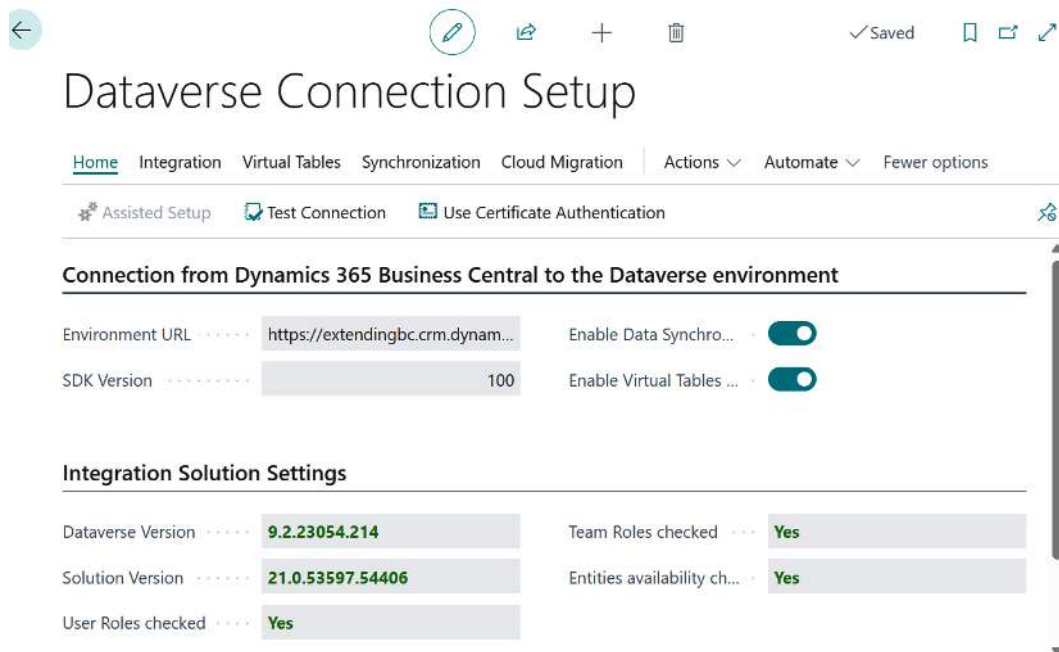 Saved
Dataverse Connection Setup
Home Integration Virtual Tables Synchronization Cloud Migration Actions Automate Fewer options
Assisted Setup Test Connection Use Certificate Authentication
Connection from Dynamics 365 Business Central to the Dataverse environment
Environment URL https://extendingbc.crm.dynam... Enable Data Synchro...
SDK Version 100 Enable Virtual Tables ...
Integration Solution Settings
Dataverse Version 9.2.23054.214 Team Roles checked Yes
Solution Version 21.0.53597.54406 Entities availability ch... Yes
User Roles checked Yes